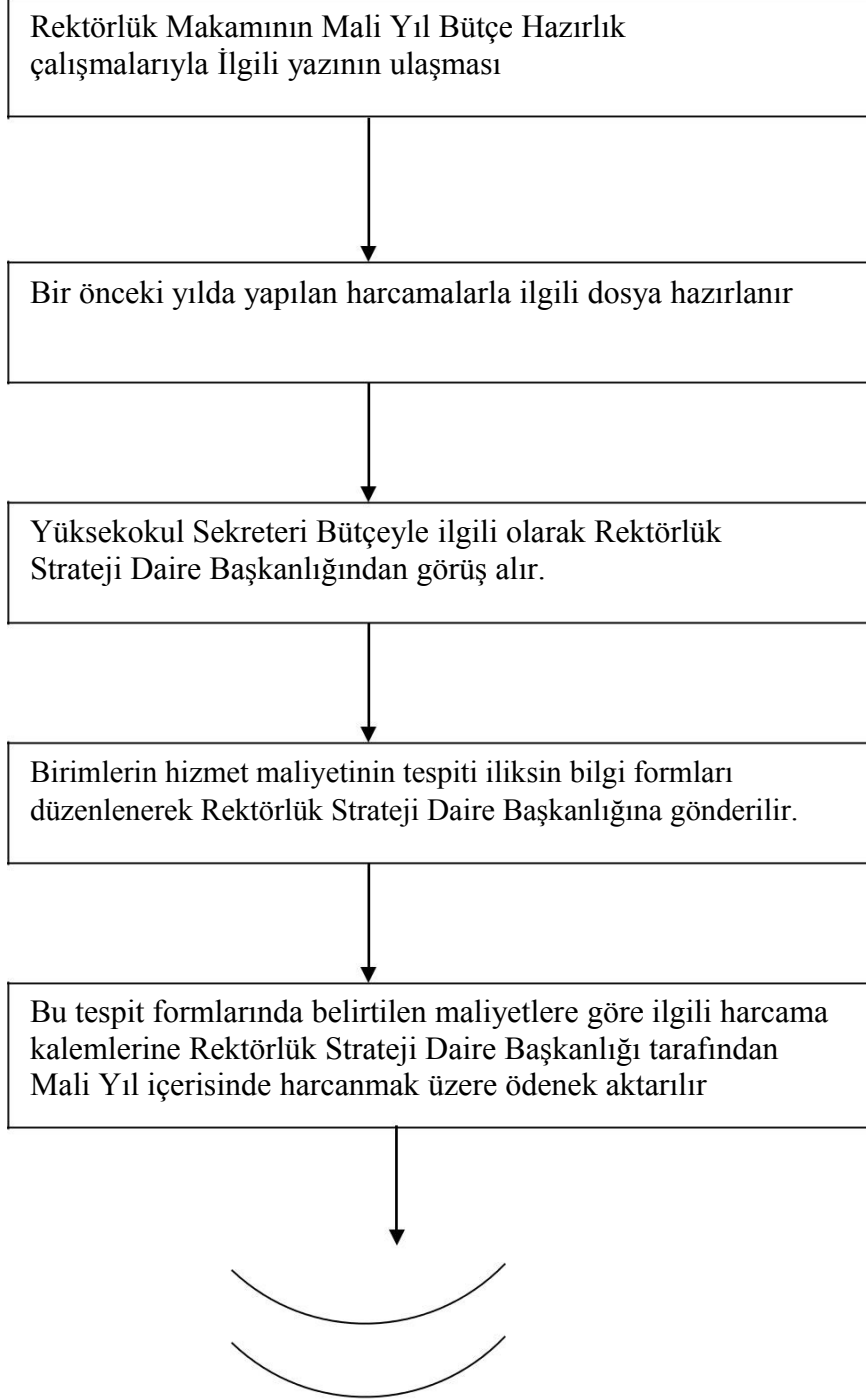 Rektörlük Makamının Mali Yıl Bütçe Hazırlık
çalışmalarıyla İlgili yazının ulaşması
Bir önceki yılda yapılan harcamalarla ilgili dosya hazırlanır
Yüksekokul Sekreteri Bütçeyle ilgili olarak Rektörlük
Strateji Daire Başkanlığından görüş alır.
Birimlerin hizmet maliyetinin tespiti iliksin bilgi formları
düzenlenerek Rektörlük Strateji Daire Başkanlığına gönderilir.
Bu tespit formlarında belirtilen maliyetlere göre ilgili harcama
kalemlerine Rektörlük Strateji Daire Başkanlığı tarafından
Mali Yıl içerisinde harcanmak üzere ödenek aktarılır